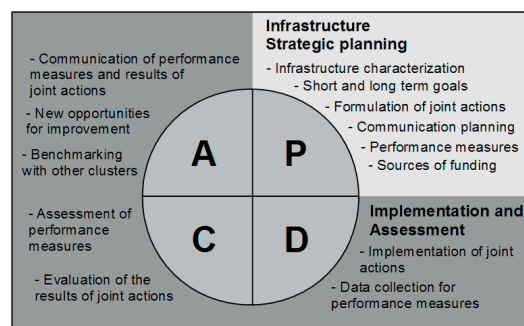 Infrastructure
Strategic planning
- Infrastructure characterization
- Short and long term goals
- Formulation of joint actions
- Communication planning
- Performance measures
- Sources of funding
- Communication of performance
measures and results of
joint actions
- New opportunities
for improvement
- Benchmarking
with other clusters
A
P
C
D
- Assessment of
performance
measures
- Evaluation of the
results of joint actions
Implementation and
Assessment
- Implementation of joint
actions
- Data collection for
performance measures